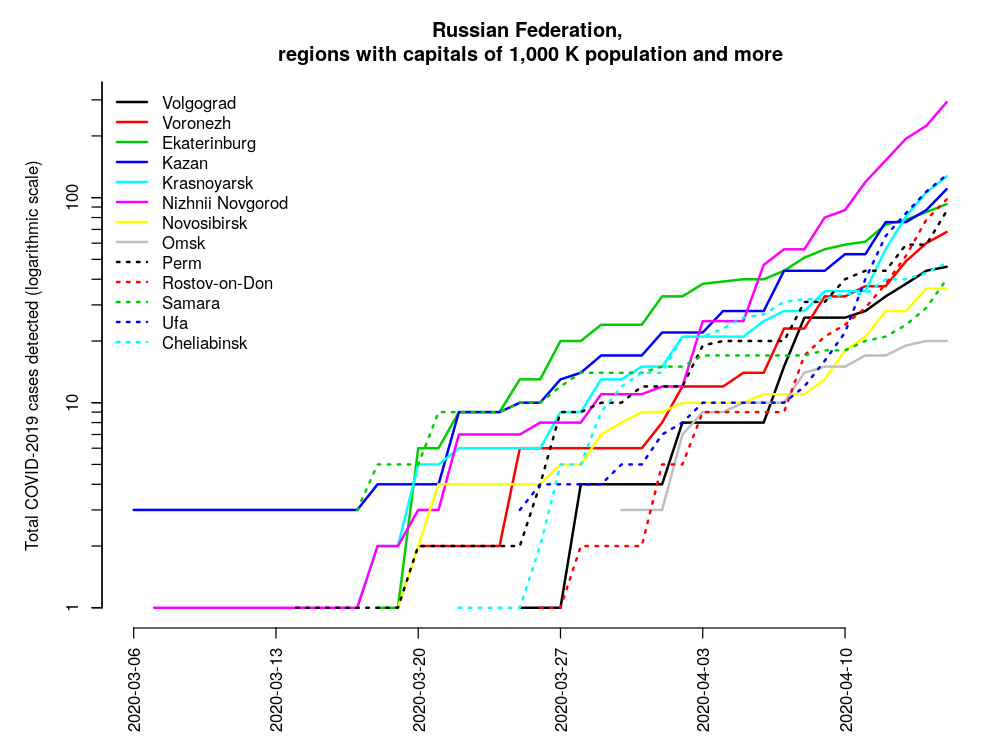 Russian Federation,
regions with capitals of 1,000 K population and more
Total COVID-2019 cases detected (logarithmic scale)
100
10
1
Volgograd
Voronezh
Ekaterinburg
Kazan
Krasnoyarsk
Nizhnii Novgorod
Novosibirsk
Omsk
Perm
Rostov-on-Don
Samara
Ufa
Cheliabinsk
2020-03-06
2020-03-13
2020-03-20
2020-03-27
2020-04-03
2020-04-10